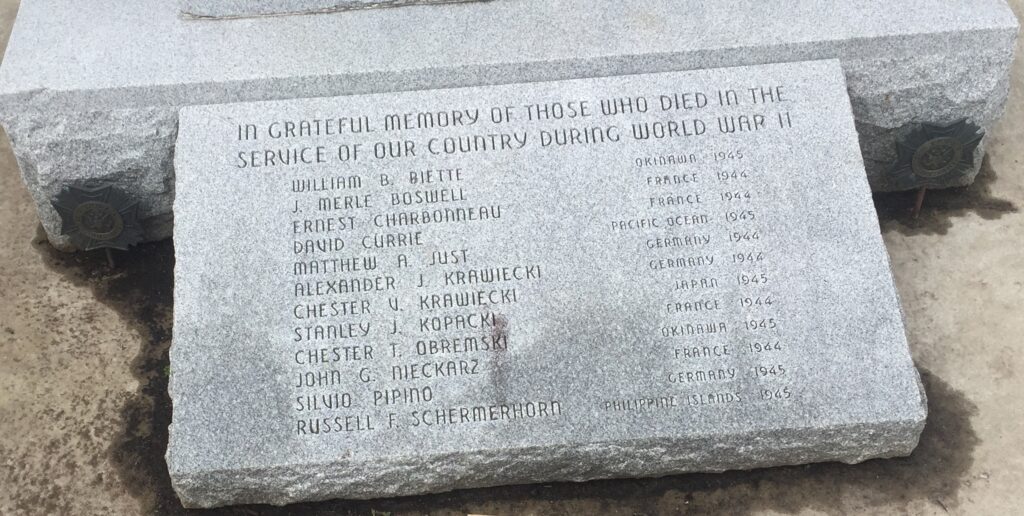 IN GRATEFUL MEMORY OF THOSE WHO DIED IN THE
SERVICE OF OUR COUNTRY DURING WORLD WAR II
WILLIAM B. BIETTE OKINAWA 1945
J. MERLE BOSWELL FRANCE 1944
ERNEST CHARBONNEAU FRANCE 1944
DAVID CURRIE PACIFIC OCEAN 1945
MATTHEW A. JUST GERMANY 1944
ALEXANDER J. KRAWIECKI GERMANY 1944
CHESTER V. KRAWIECKI JAPAN 1945
STANLEY J. KOPACKI FRANCE 1944
CHESTER T. OBREMSKI OKINAWA 1945
JOHN G. NIECKARZ FRANCE 1944
SILVIO PIPINO GERMANY 1945
RUSSELL F. SCHERMERHORN PHILIPPINE ISLANDS 1945